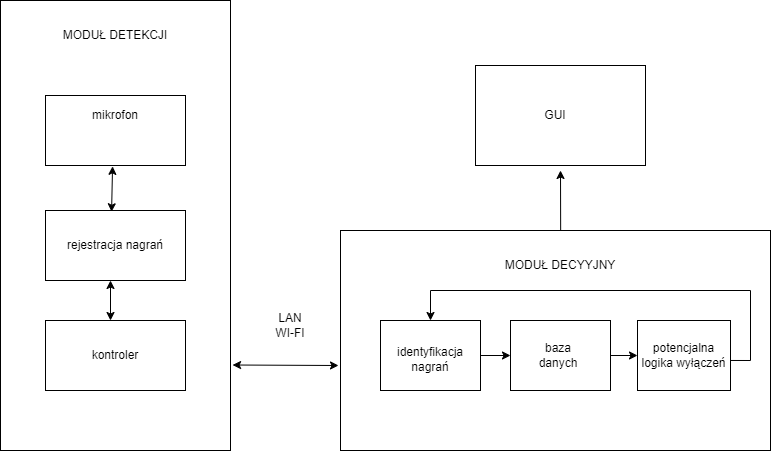 MODUŁ DETEKCJI
mikrofon
rejestracja nagrań
kontroler
LAN
WI-FI
GUI
MODUŁ DECYYJNY
identyfikacja
nagrań
baza
danych
potencjalna
logika wyłączeń